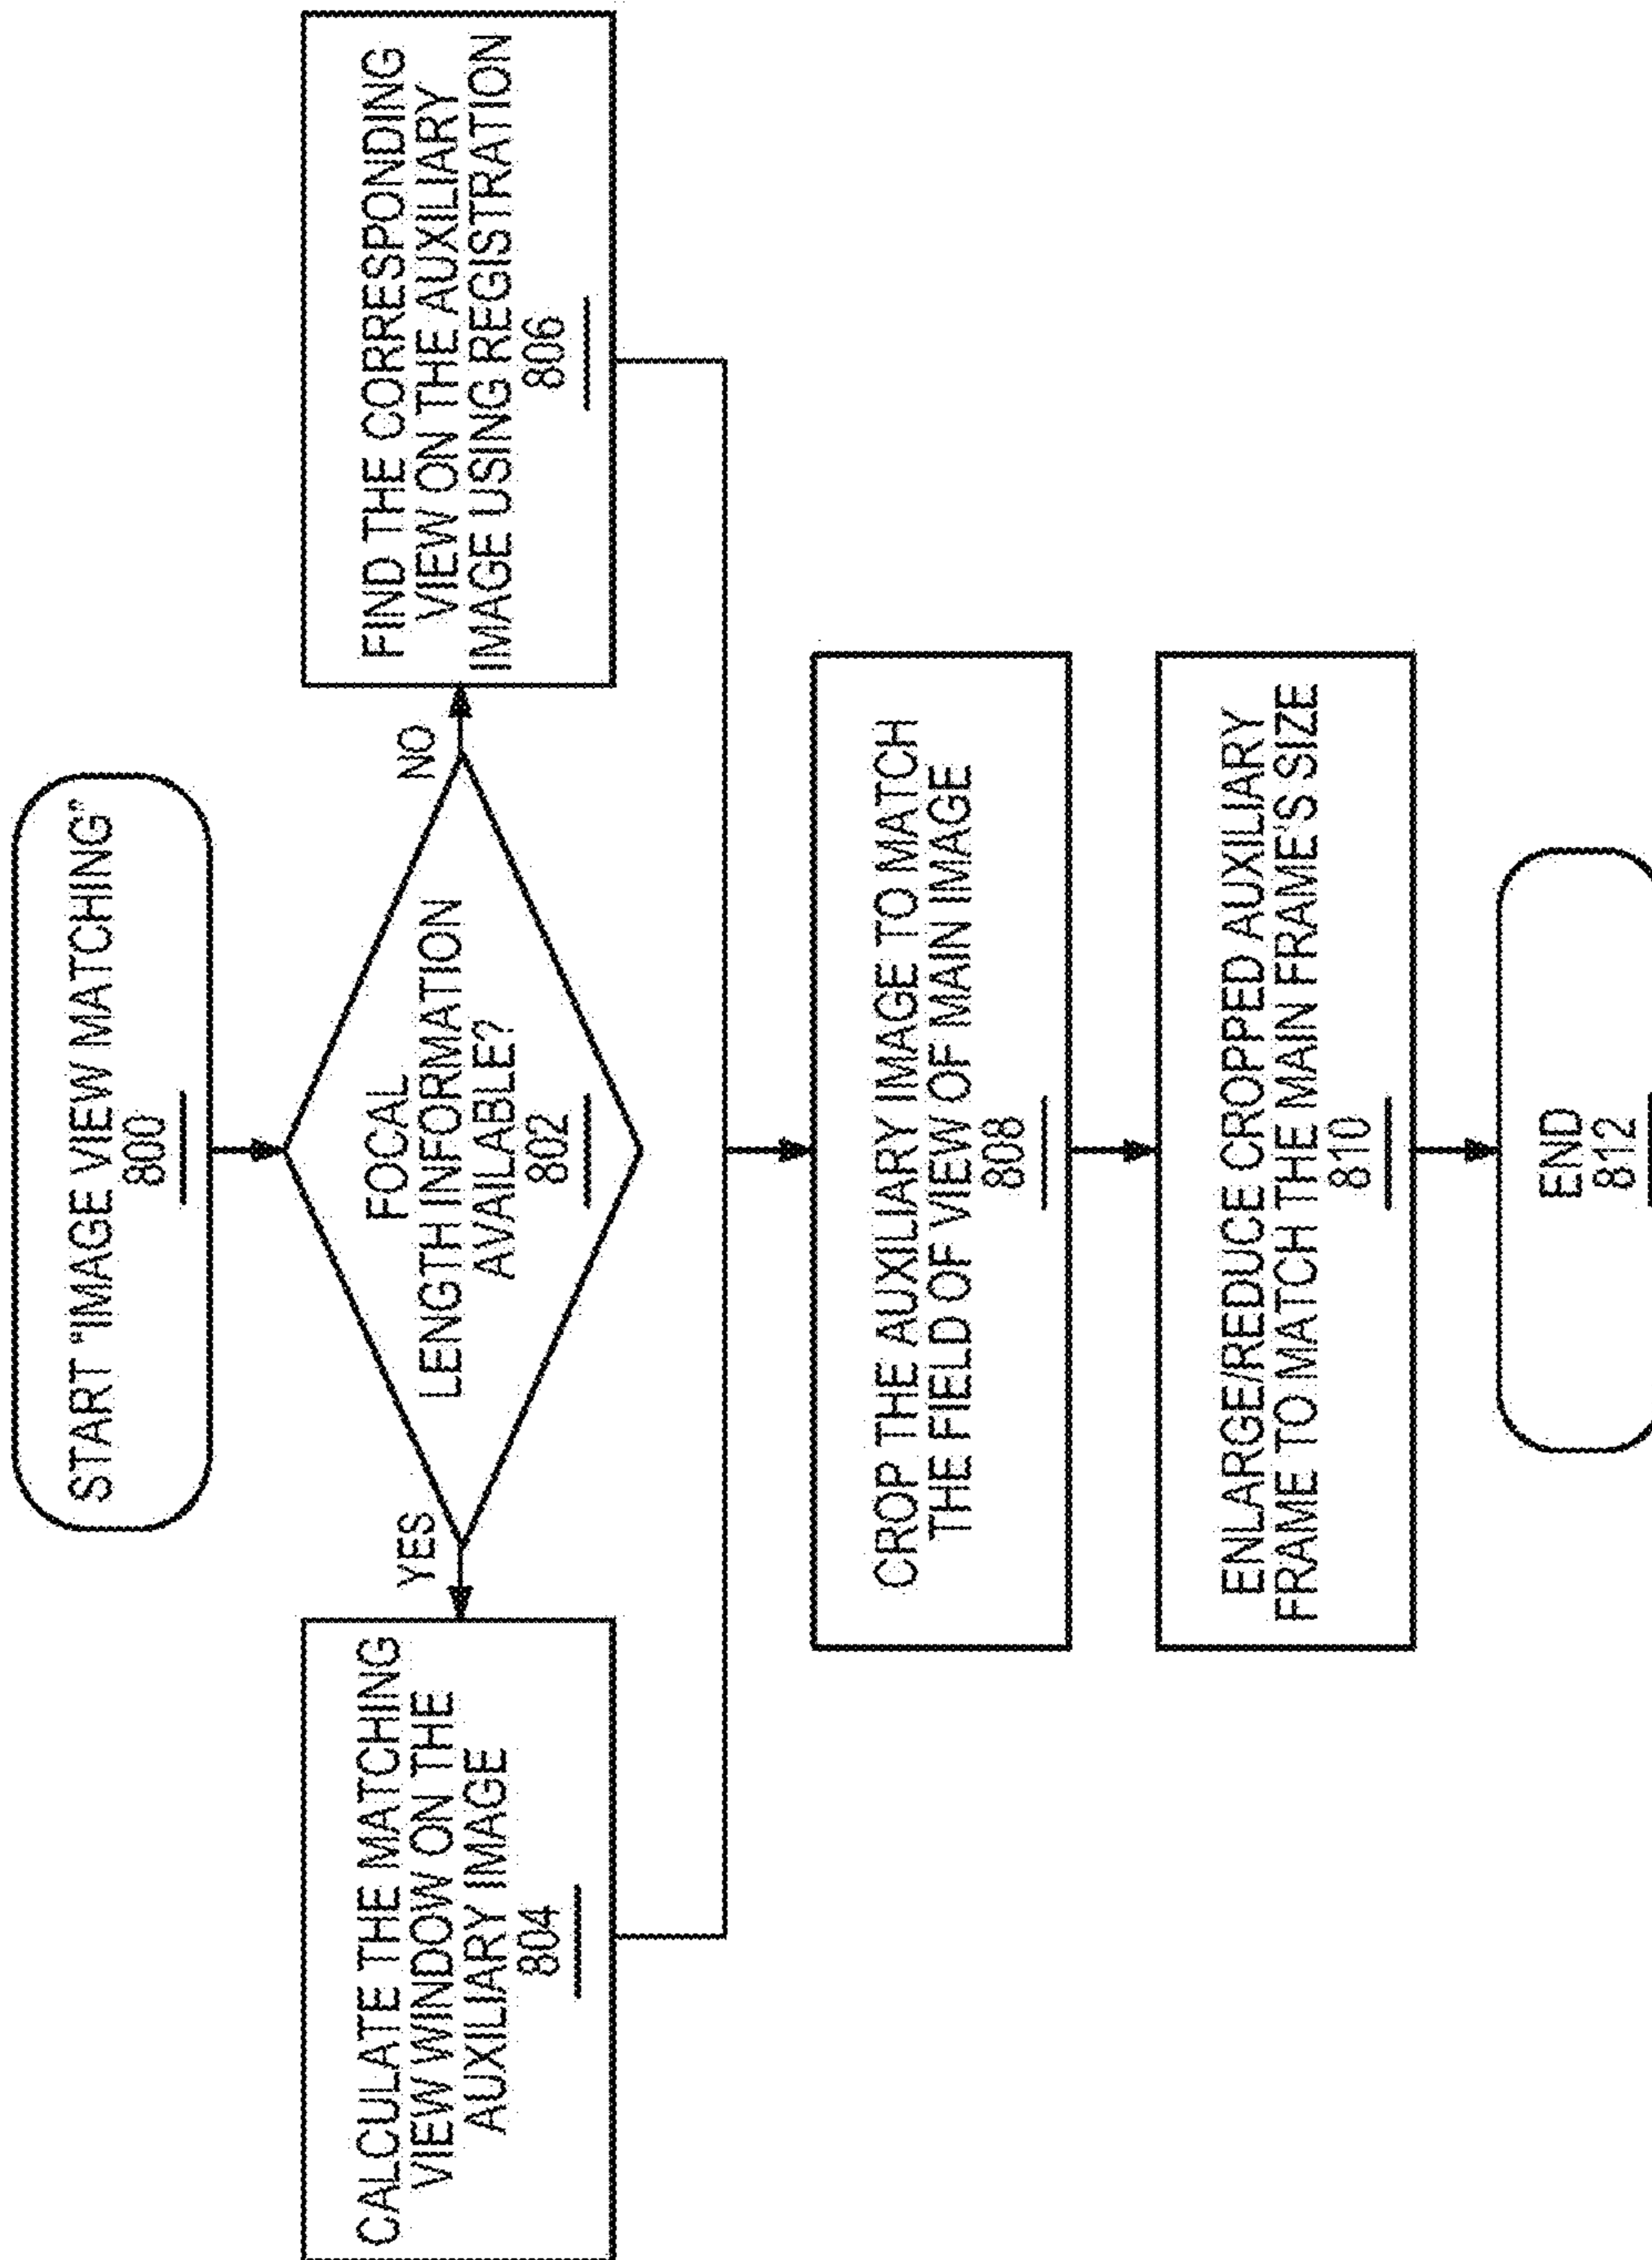 START "IMAGE VIEW MATCHING"
800
FOCAL
LENGTH INFORMATION
AVAILABLE?
802
YES
NO
CALCULATE THE MATCHING
VIEW WINDOW ON THE
AUXILIARY IMAGE
804
FIND THE CORRESPONDING
VIEW ON THE AUXILIARY
IMAGE USING REGISTRATION
806
CROP THE AUXILIARY IMAGE TO MATCH
THE FIELD OF VIEW OF MAIN IMAGE
808
ENLARGE/REDUCE CROPPED AUXILIARY
FRAME TO MATCH THE MAIN FRAME'S SIZE
810
END
812